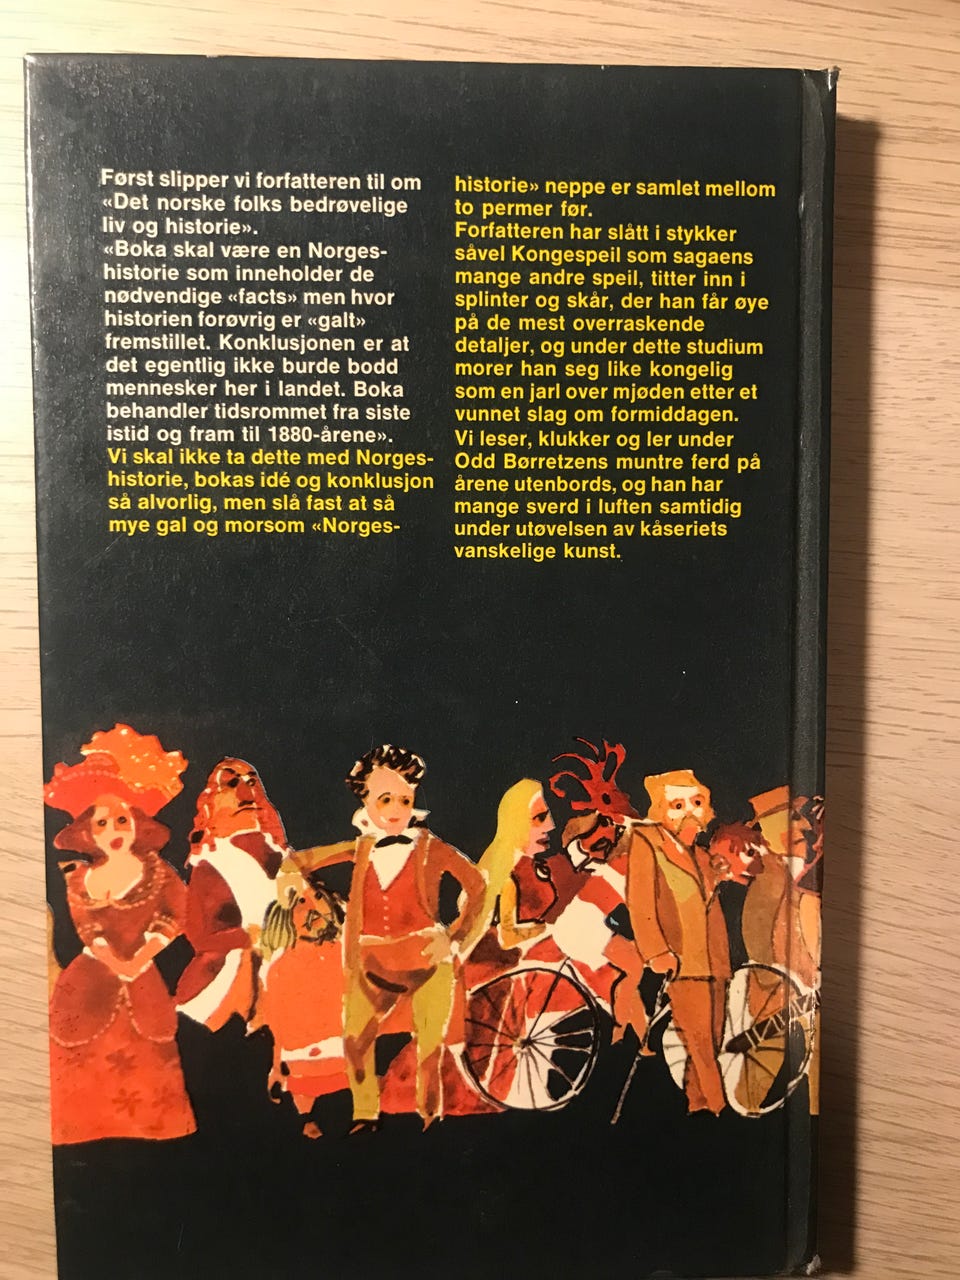 Først slipper vi forfatteren til om
«Det norske folks bedrøvelige
liv og historie».
«Boka skal være en Norges-
historie som inneholder de
nødvendige «facts» men hvor
historien forøvrig er «galt»
fremstillet. Konklusjonen er at
det egentlig ikke burde bodd
mennesker her i landet. Boka
behandler tidsrommet fra siste
istid og fram til 1880-årene».
Vi skal ikke ta dette med Norges-
historie, bokas idé og konklusjon
så alvorlig, men slå fast at så
mye gal og morsom «Norges-
historie» neppe er samlet mellom
to permer før.
Forfatteren har slått i stykker
såvel Kongespeil som sagaens
mange andre speil, titter inn i
splinter og skår, der han får øye
på de mest overraskende
detaljer, og under dette studium
morer han seg like kongelig
som en jarl over mjøden etter et
vunnet slag om formiddagen.
Vi leser, klukker og ler under
Odd Børretzens muntre ferd på
årene utenbords, og han har
mange sverd i luften samtidig
under utøvelsen av kåseriets
vanskelige kunst.